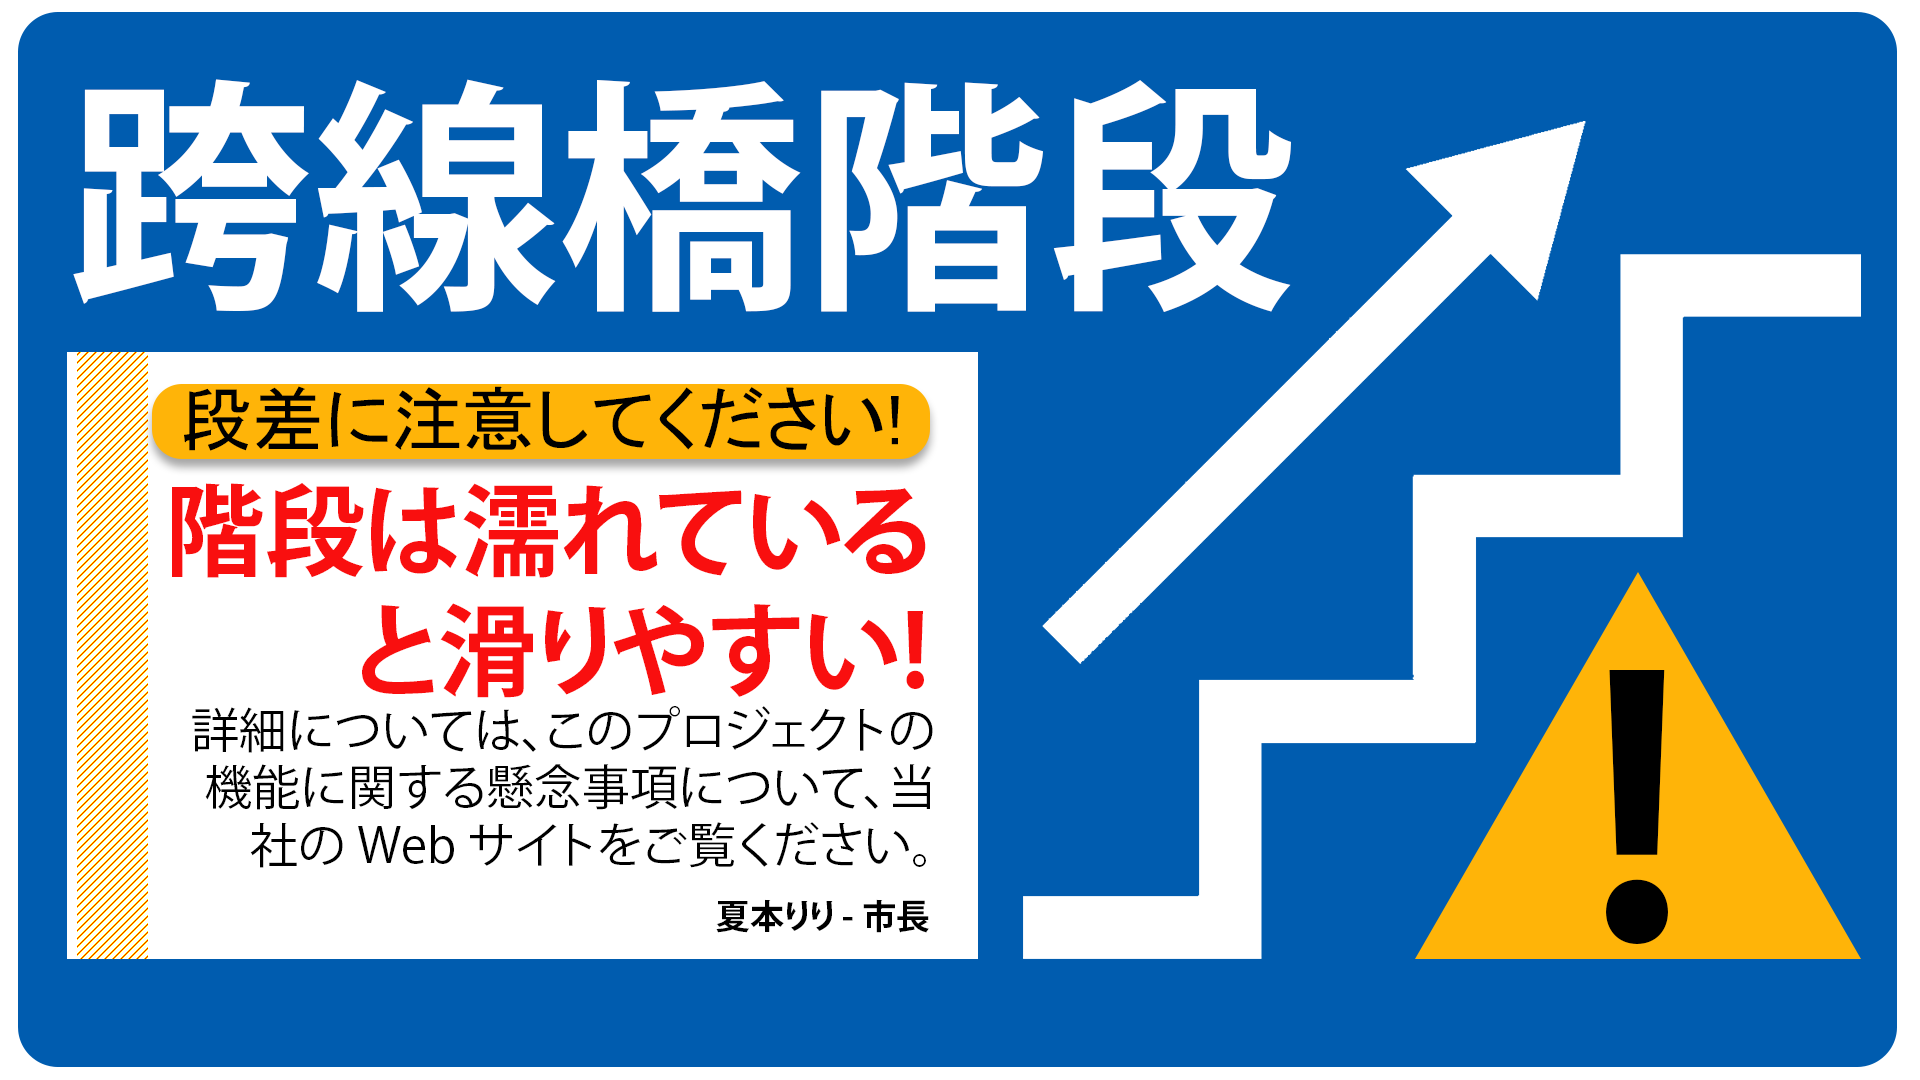 跨線橋階段
段差に注意してください!
階段は濡れている
と滑りやすい!
詳細については、このプロジェクトの
機能に関する懸念事項について、当
社の Web サイトをご覧ください。
夏本りり - 市長
!